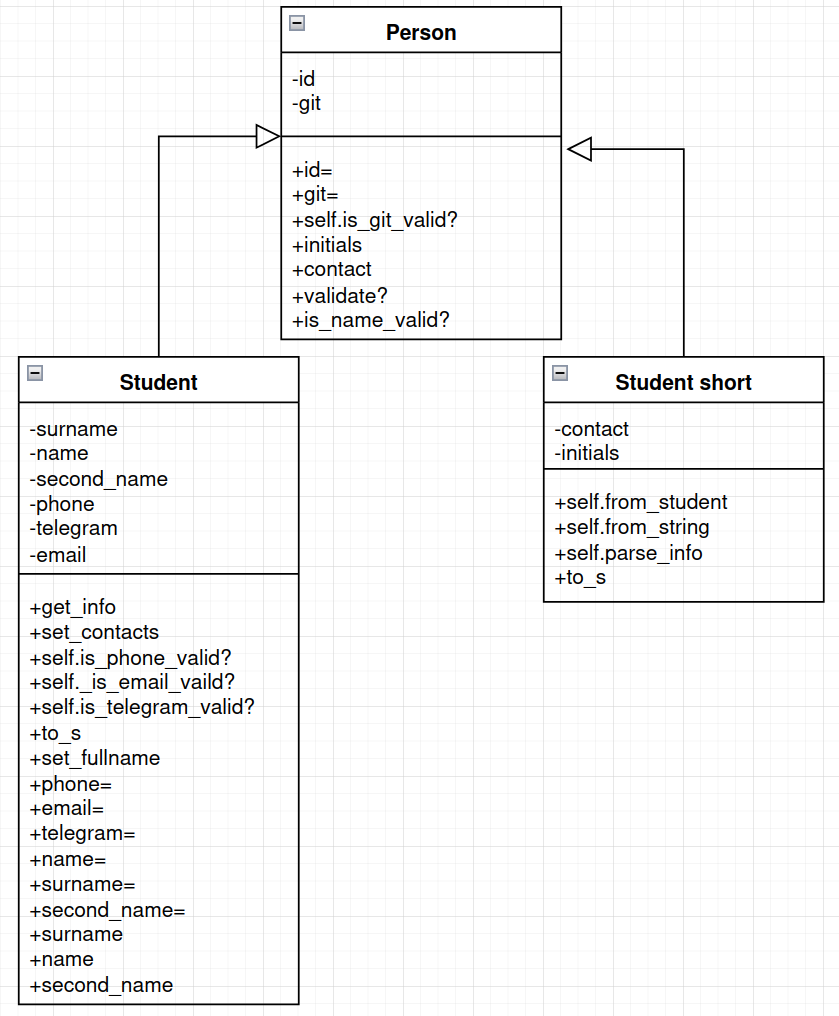 Person
-id
-git
+id=
+git=
+self.is_git_valid?
+initials
+contact
+validate?
+is_name_valid?
Student
-surname
-name
-second_name
-phone
-telegram
-email
+get_info
+set_contacts
+self.is_phone_valid?
+self._is_email_vaild?
+self.is_telegram_valid?
+to_s
+set_fullname
+phone=
+email=
+telegram=
+name=
+surname=
+second_name=
+surname
+name
+second_name
Student short
-contact
-initials
+self.from_student
+self.from_string
+self.parse_info
+to_s